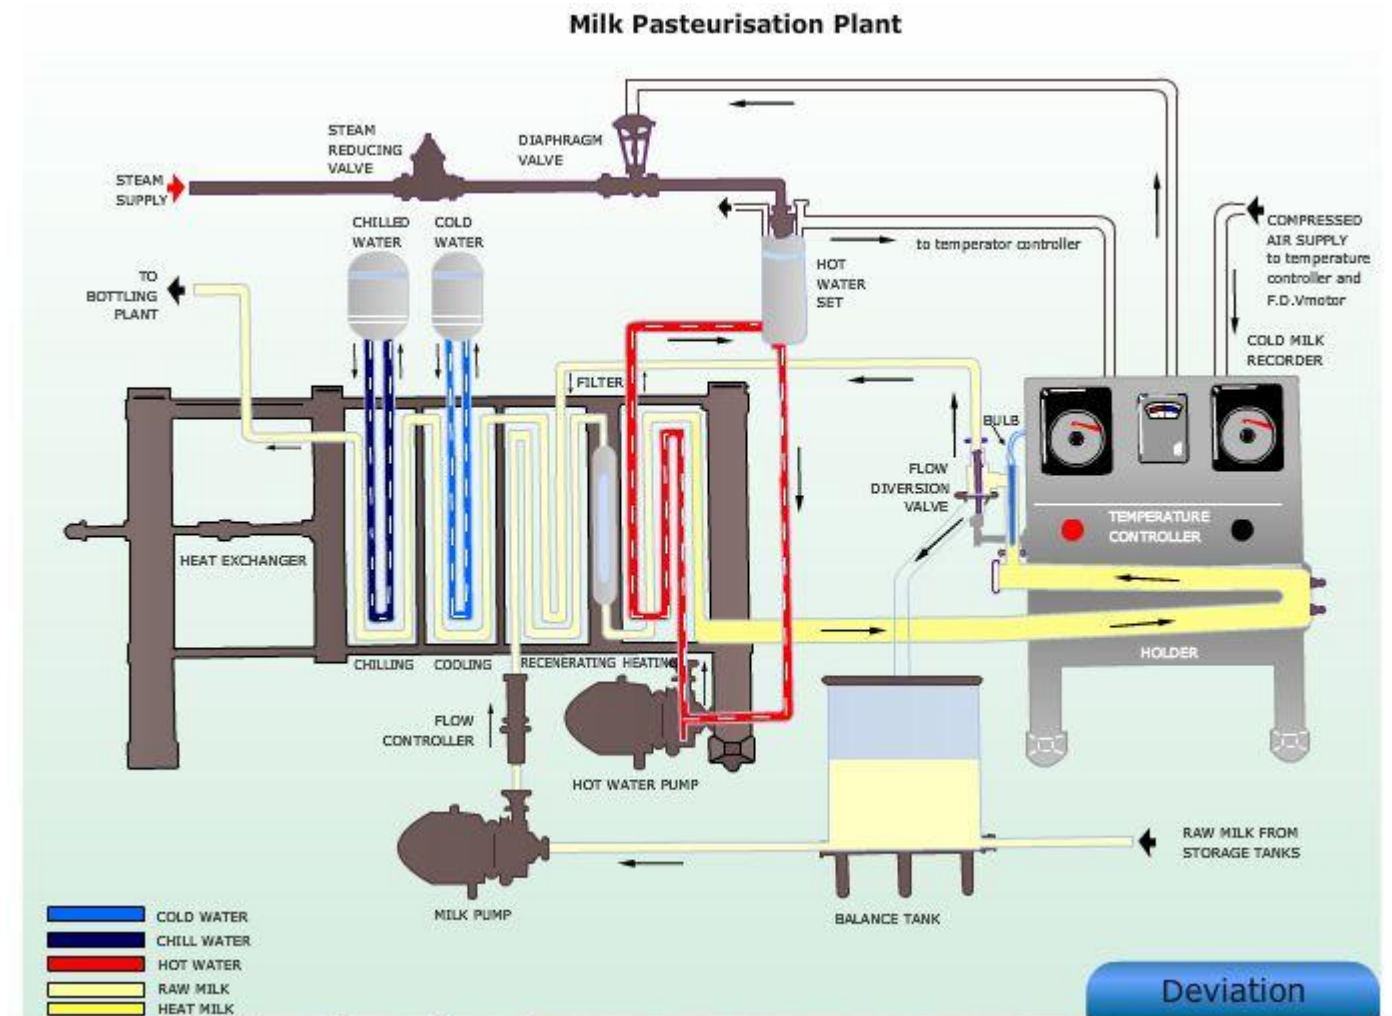 Milk Pasteurisation Plant
STEAM
REDUCING
VALVE
DIAPHRAGM
VALVE
STEAM
SUPPLY
CHILLED
WATER
COLD
WATER
to temperator controller
COMPRESSED
AIR SUPPLY
to temperature
controller and
F.D.Vmotor
HOT
WATER
SET
TO
BOTTLING
PLANT
COLD MILK
RECORDER
FILTER
BULB
FLOW
DIVERSION
VALVE
TEMPERATURE
CONTROLLER
HEAT EXCHANGER
HOLDER
CHILLING
COOLING
RECENERATING
HEATING
FLOW
CONTROLLER
HOT WATER PUMP
RAW MILK FROM
STORAGE TANKS
MILK PUMP
BALANCE TANK
COLD WATER
CHILL WATER
HOT WATER
RAW MILK
HEAT MILK
Deviation